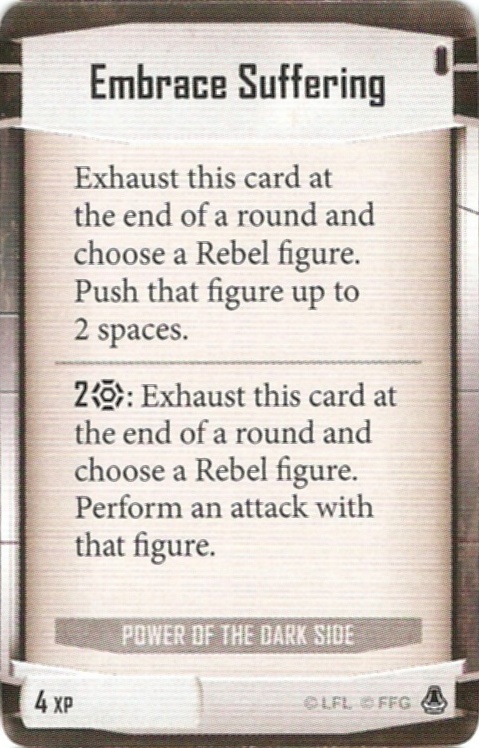 Embrace Suffering
Exhaust this card at
the end of a round and
choose a Rebel figure.
Push that figure up to
2 spaces.
2: Exhaust this card at
the end of a round and
choose a Rebel figure.
Perform an attack with
that figure.
POWER OF THE DARK SIDE
4 XP
© LFL © FFG